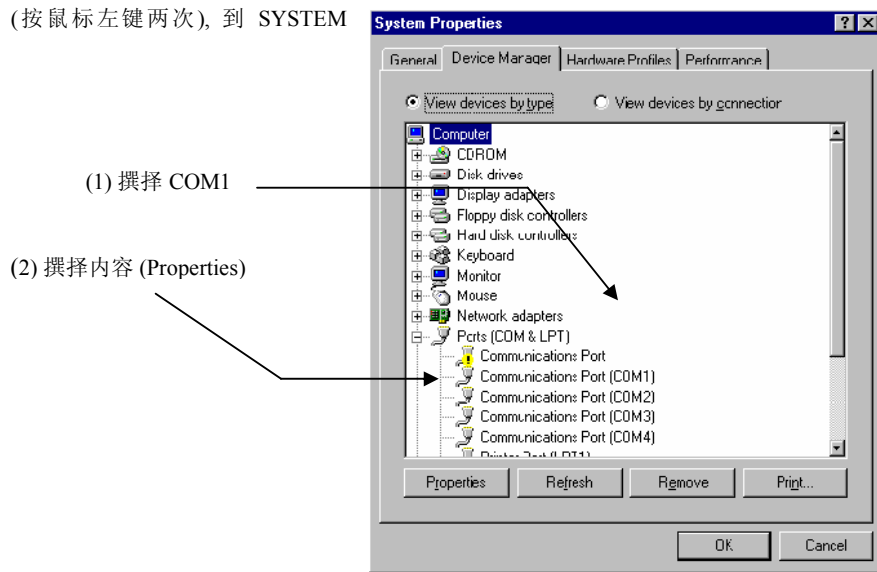 (按鼠标左键两次), 到 SYSTEM
(1) 撰择 COM1
(2) 撰择内容 (Properties)
System Properties
General Device Manager Hardware Profiles Performance
View devices by type View devices by connection
Computer
CDROM
Disk drives
Display adapters
Floppy disk controllers
Hard disk controllers
Keyboard
Monitor
Mouse
Network adapters
Ports (COM & LPT)
Communications Port
Communications Port (COM1)
Communications Port (COM2)
Communications Port (COM3)
Communications Port (COM4)
Printer Port (LPT1)
Properties Refresh Remove Print...
OK Cancel